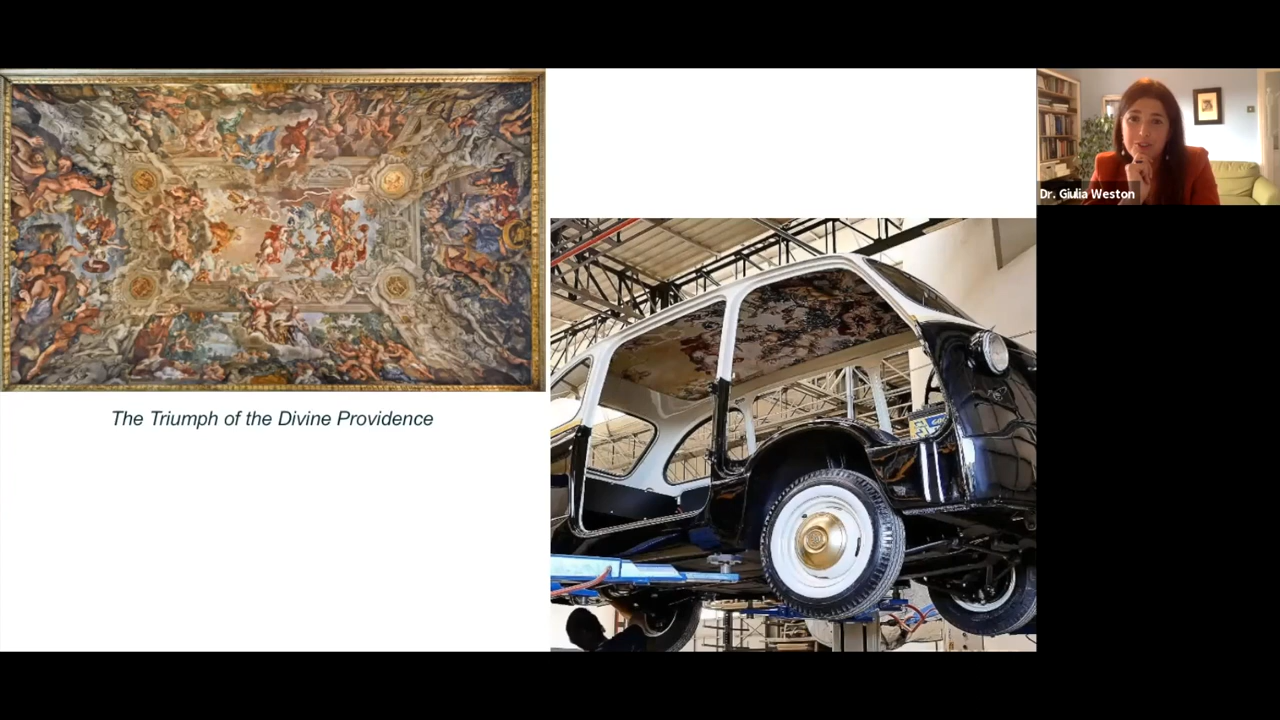 The Triumph of the Divine Providence
Dr. Giulia Weston